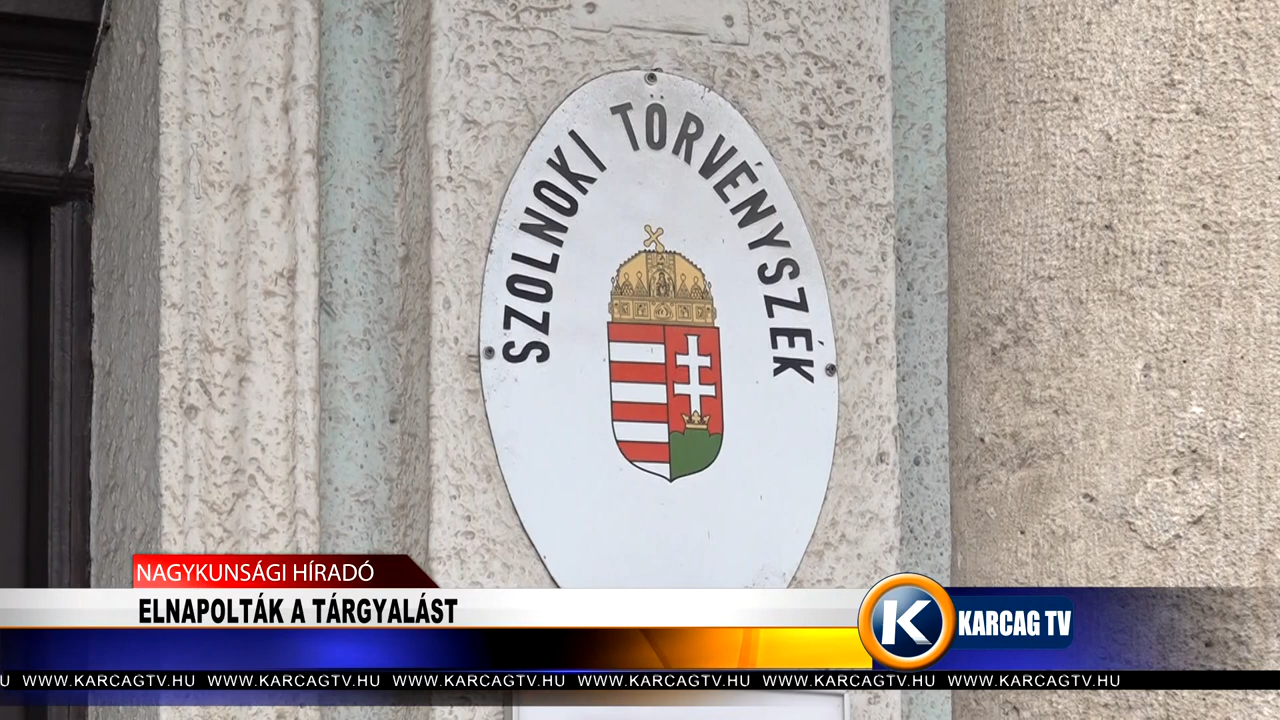 SZOLNOKI TÖRVÉNYSZÉK
NAGYKUNSÁGI HÍRADÓ
ELNAPOLTÁK A TÁRGYALÁST
K KARCAG TV
U WWW.KARCAGTV.HU WWW.KARCAGTV.HU WWW.KARCAGTV.HU WWW.KARCAGTV.HU WWW.KARCAGTV.HU WWW.KARCAGTV.HU